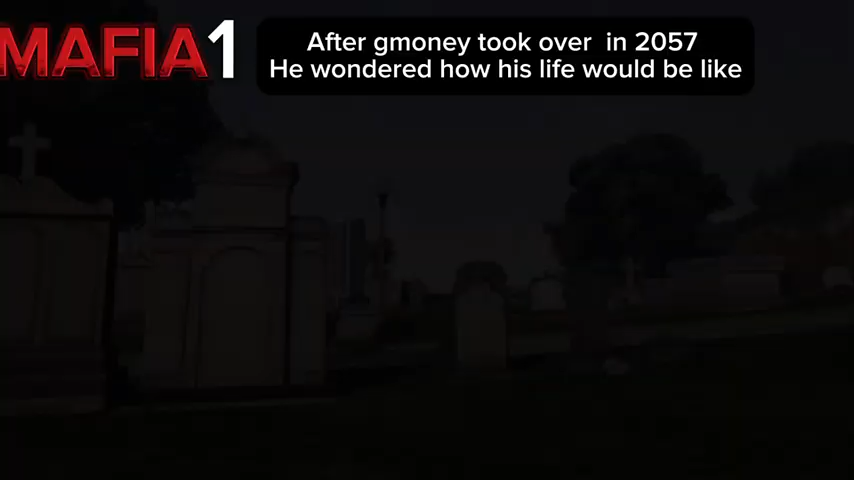 MAFIA1
After gmoney took over in 2057
He wondered how his life would be like